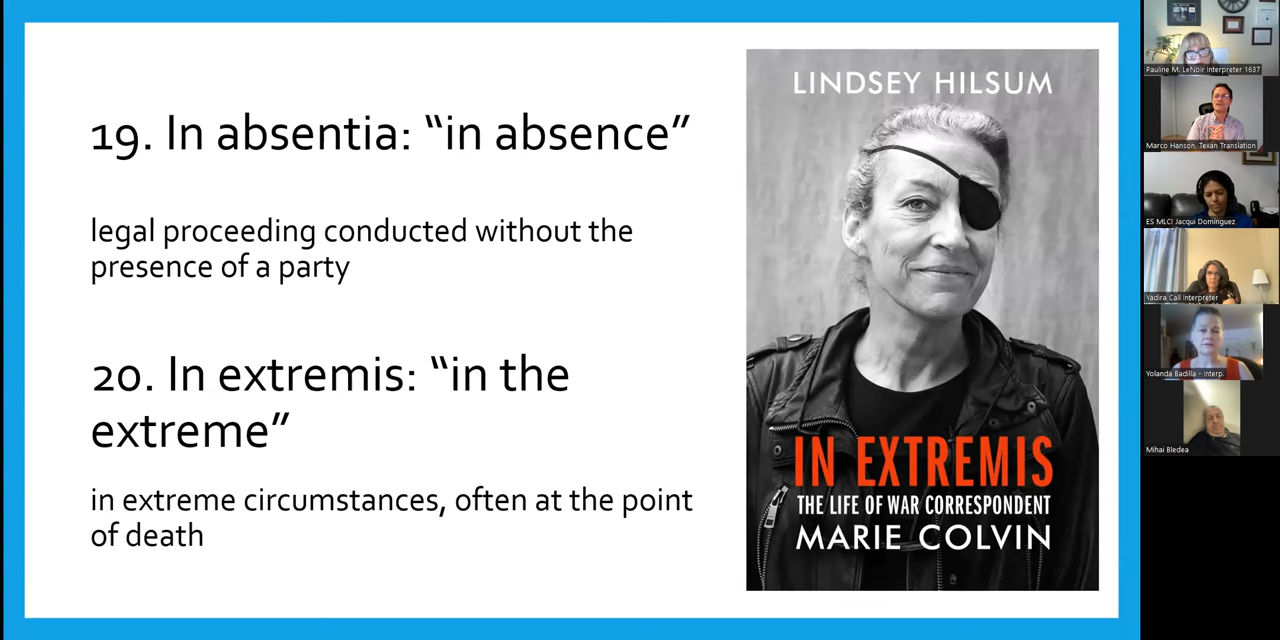 19. In absentia: “in absence”
legal proceeding conducted without the
presence of a party
20. In extremis: “in the
extreme”
in extreme circumstances, often at the point
of death
LINDSEY HILSUM
IN EXTREMIS
THE LIFE OF WAR CORRESPONDENT
MARIE COLVIN
Pauline M. LeNoir Interpreter 1637
Marco Hanson, Texan Translation
ES MLCI Jacqui Domínguez
Yadira Call Interpreter
Yolanda Badilla - Interp.
Mihai Bledea